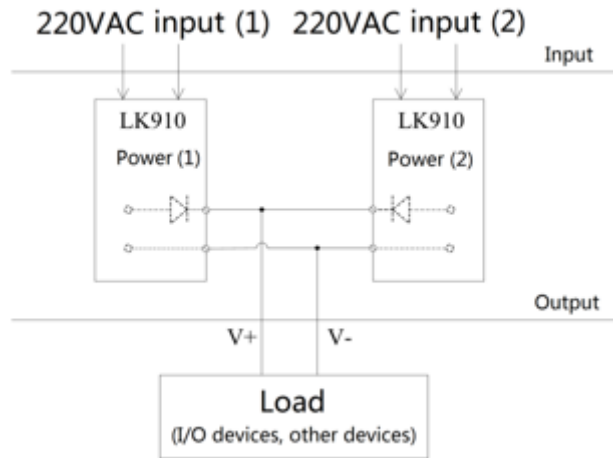 220VAC input (1)
220VAC input (2)
Input
LK910
Power (1)
LK910
Power (2)
Output
V+
V-
Load
(I/O devices, other devices)